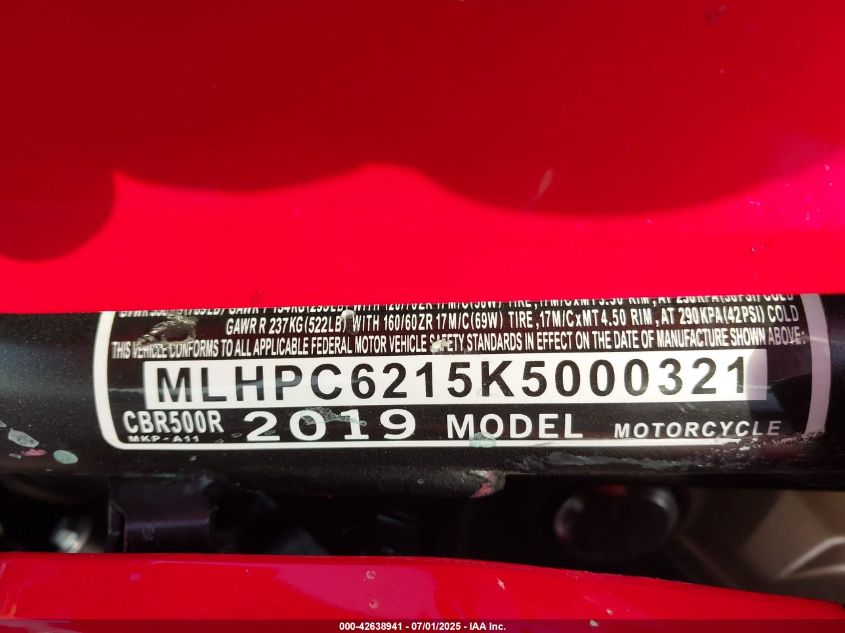 GAWR R 237KG(522LB) WITH 160/60ZR 17M/C(69W) TIRE,17M/CxMT4.50 RIM,AT 290KPA(42PSI)COLD
THIS VEHICLE CONFORMS TO ALL APPLICABLE FEDERAL MOTOR VEHICLE SAFETY STANDARDS IN EFFECT ON THE DATE OF MANUFACTURE SHOWN ABOVE:
MLHPC6215K5000321
CBR500R 2019 MODEL MOTORCYCLE
MKP-A11
000-42638941 - 07/01/2025 - IAA Inc.